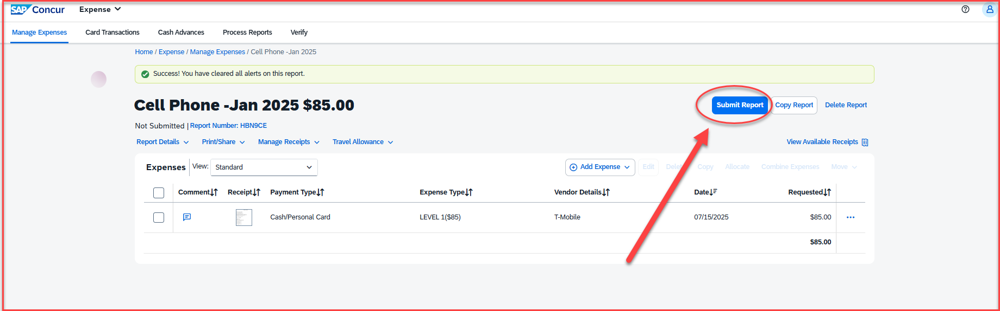 SAP Concur Expense
Manage Expenses Card Transactions Cash Advances Process Reports Verify
Home / Expense / Manage Expenses / Cell Phone -Jan 2025
Success! You have cleared all alerts on this report.
Cell Phone -Jan 2025 $85.00 Submit Report Copy Report Delete Report
Not Submitted | Report Number: HBN9CE
Report Details Print/Share Manage Receipts Travel Allowance View Available Receipts
Expenses View: Standard Add Expense Edit Delete Copy Allocate Combine Expenses Move
Comment Receipt Payment Type Expense Type Vendor Details Date Requested
Cash/Personal Card LEVEL 1($85) T-Mobile 07/15/2025 $85.00
$85.00